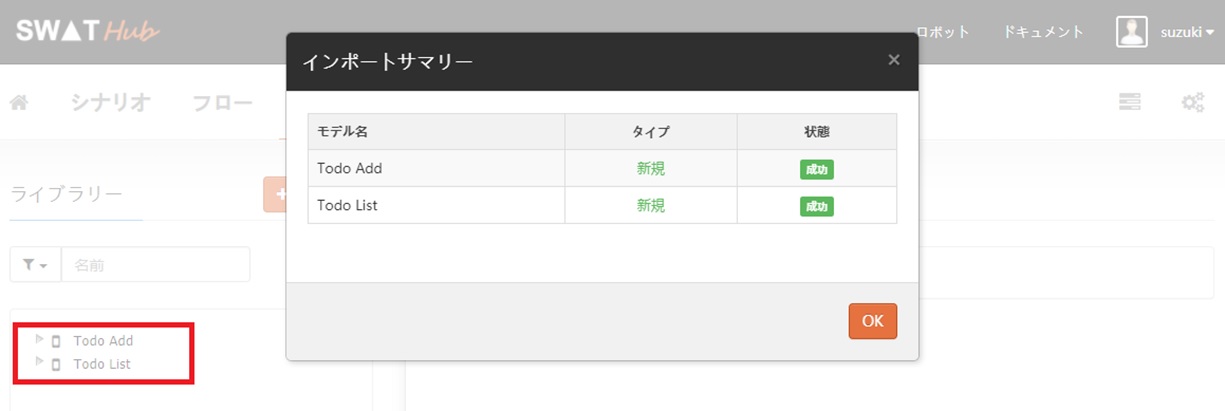 SWAT Hub
ロボット
ドキュメント
suzuki
インポートサマリー
×
シナリオ
フロー
モデル名 タイプ 状態
Todo Add 新規 成功
Todo List 新規 成功
ライブラリー
+
名前
OK
Todo Add
Todo List